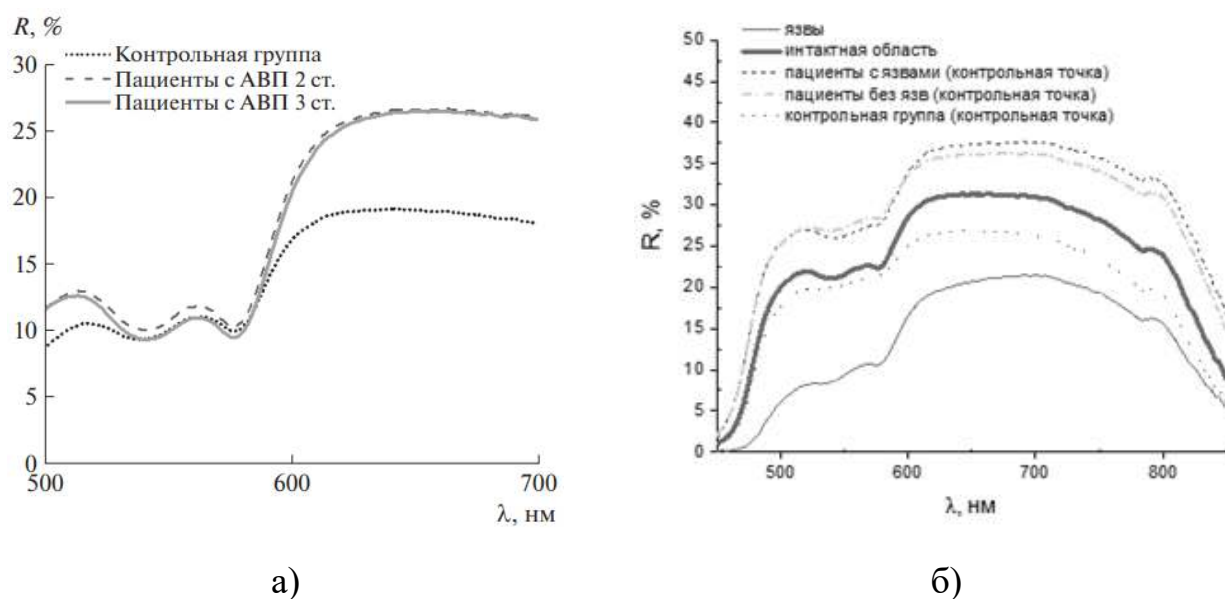 R, %
Контрольная группа
30
Пациенты с АВП 2 ст.
Пациенты с АВП 3 ст.
25
20
15
10
5
0
500
600
700
λ, нм
а)
язвы
интактная область
пациенты с язвами (контрольная точка)
пациенты без язв (контрольная точка)
контрольная группа (контрольная точка)
50
45
40
35
30
25
20
15
10
5
0
R, %
500
600
700
800
λ, нм
б)